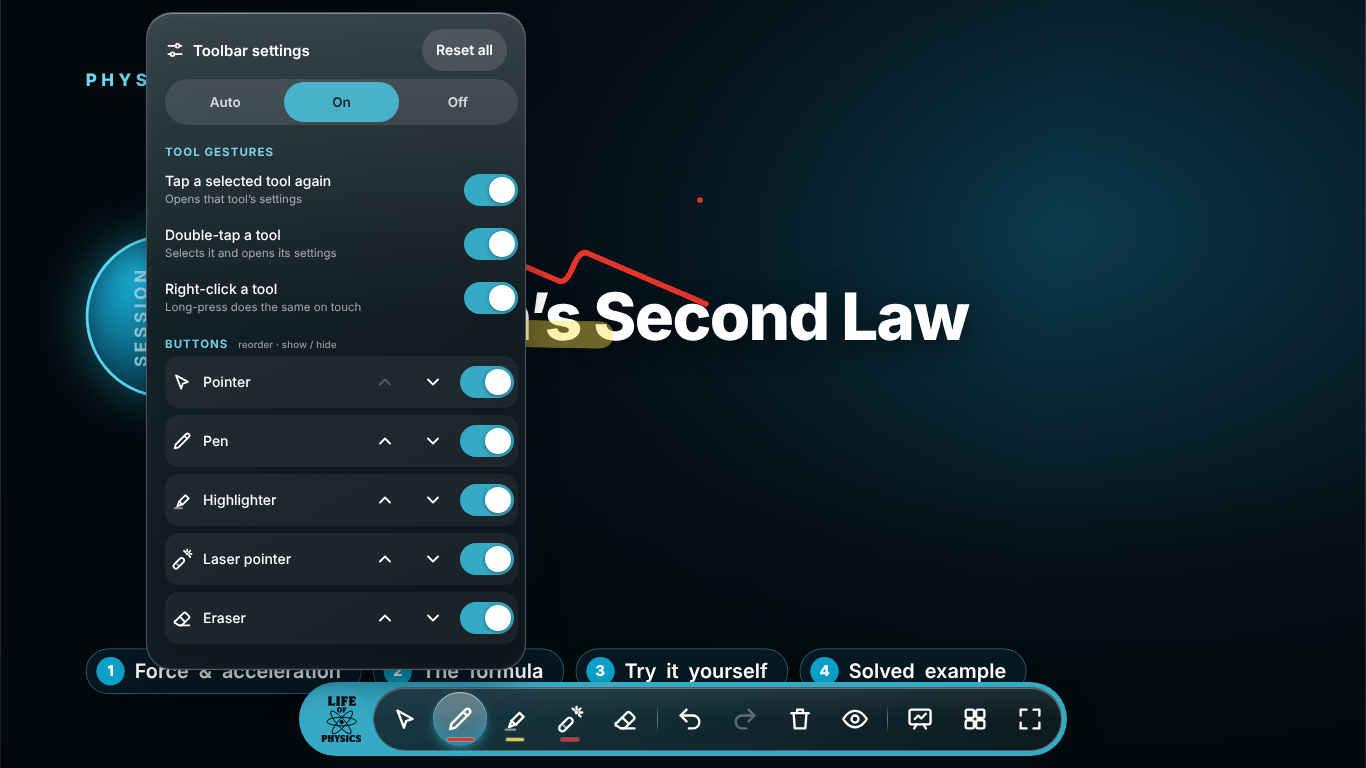 Toolbar settings
Reset all
PHYS
Auto
On
Off
TOOL GESTURES
Tap a selected tool again
Opens that tool's settings
Double-tap a tool
Selects it and opens its settings
Right-click a tool
Long-press does the same on touch
SESSION
's Second Law
BUTTONS reorder · show / hide
Pointer
Pen
Highlighter
Laser pointer
Eraser
1 Force & acceleration
2 The formula
3 Try it yourself
4 Solved example
LIFE
OF
PHYSICS